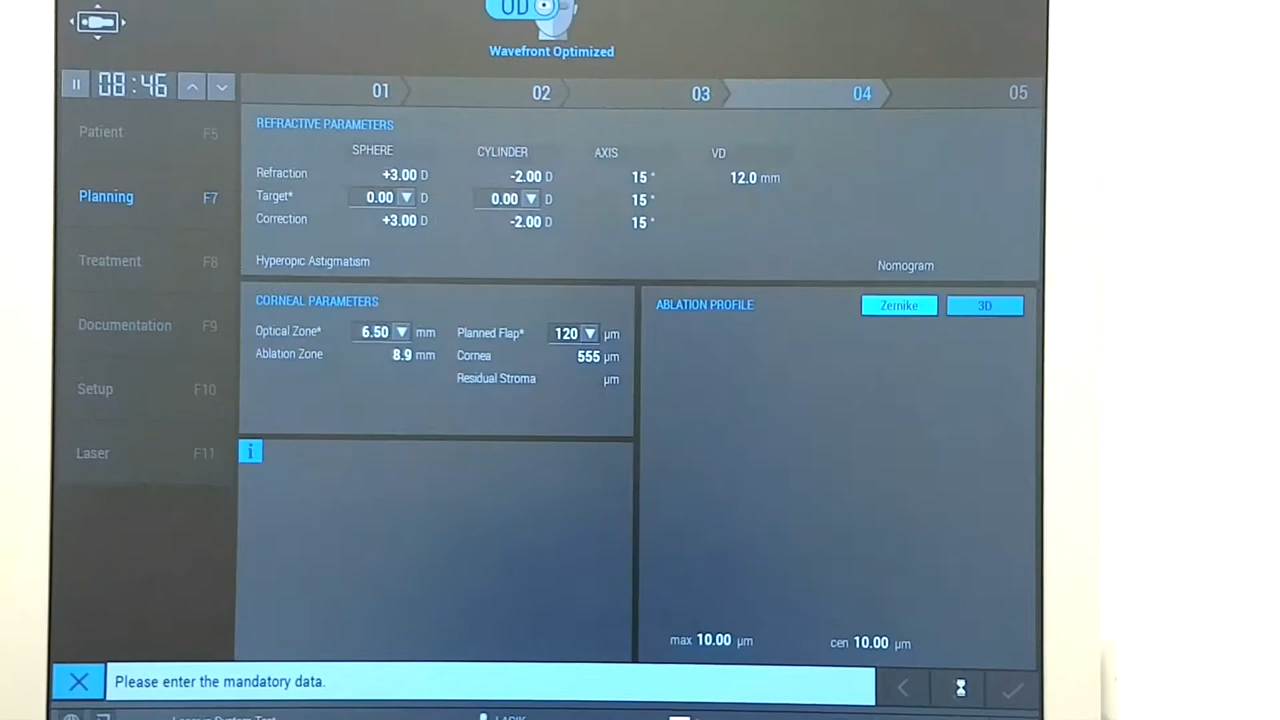 OD
Wavefront Optimized
08:46
01 02 03 04 05
Patient F5
Planning F7
Treatment F8
Documentation F9
Setup F10
Laser F11
REFRACTIVE PARAMETERS
SPHERE CYLINDER AXIS VD
Refraction +3.00 D -2.00 D 15 ° 12.0 mm
Target* 0.00 D 0.00 D 15 °
Correction +3.00 D -2.00 D 15 °
Hyperopic Astigmatism Nomogram
CORNEAL PARAMETERS
Optical Zone* 6.50 mm Planned Flap* 120 µm
Ablation Zone 8.9 mm Cornea 555 µm
Residual Stroma µm
i
ABLATION PROFILE Zernike 3D
max 10.00 µm cen 10.00 µm
Please enter the mandatory data.
LASIK